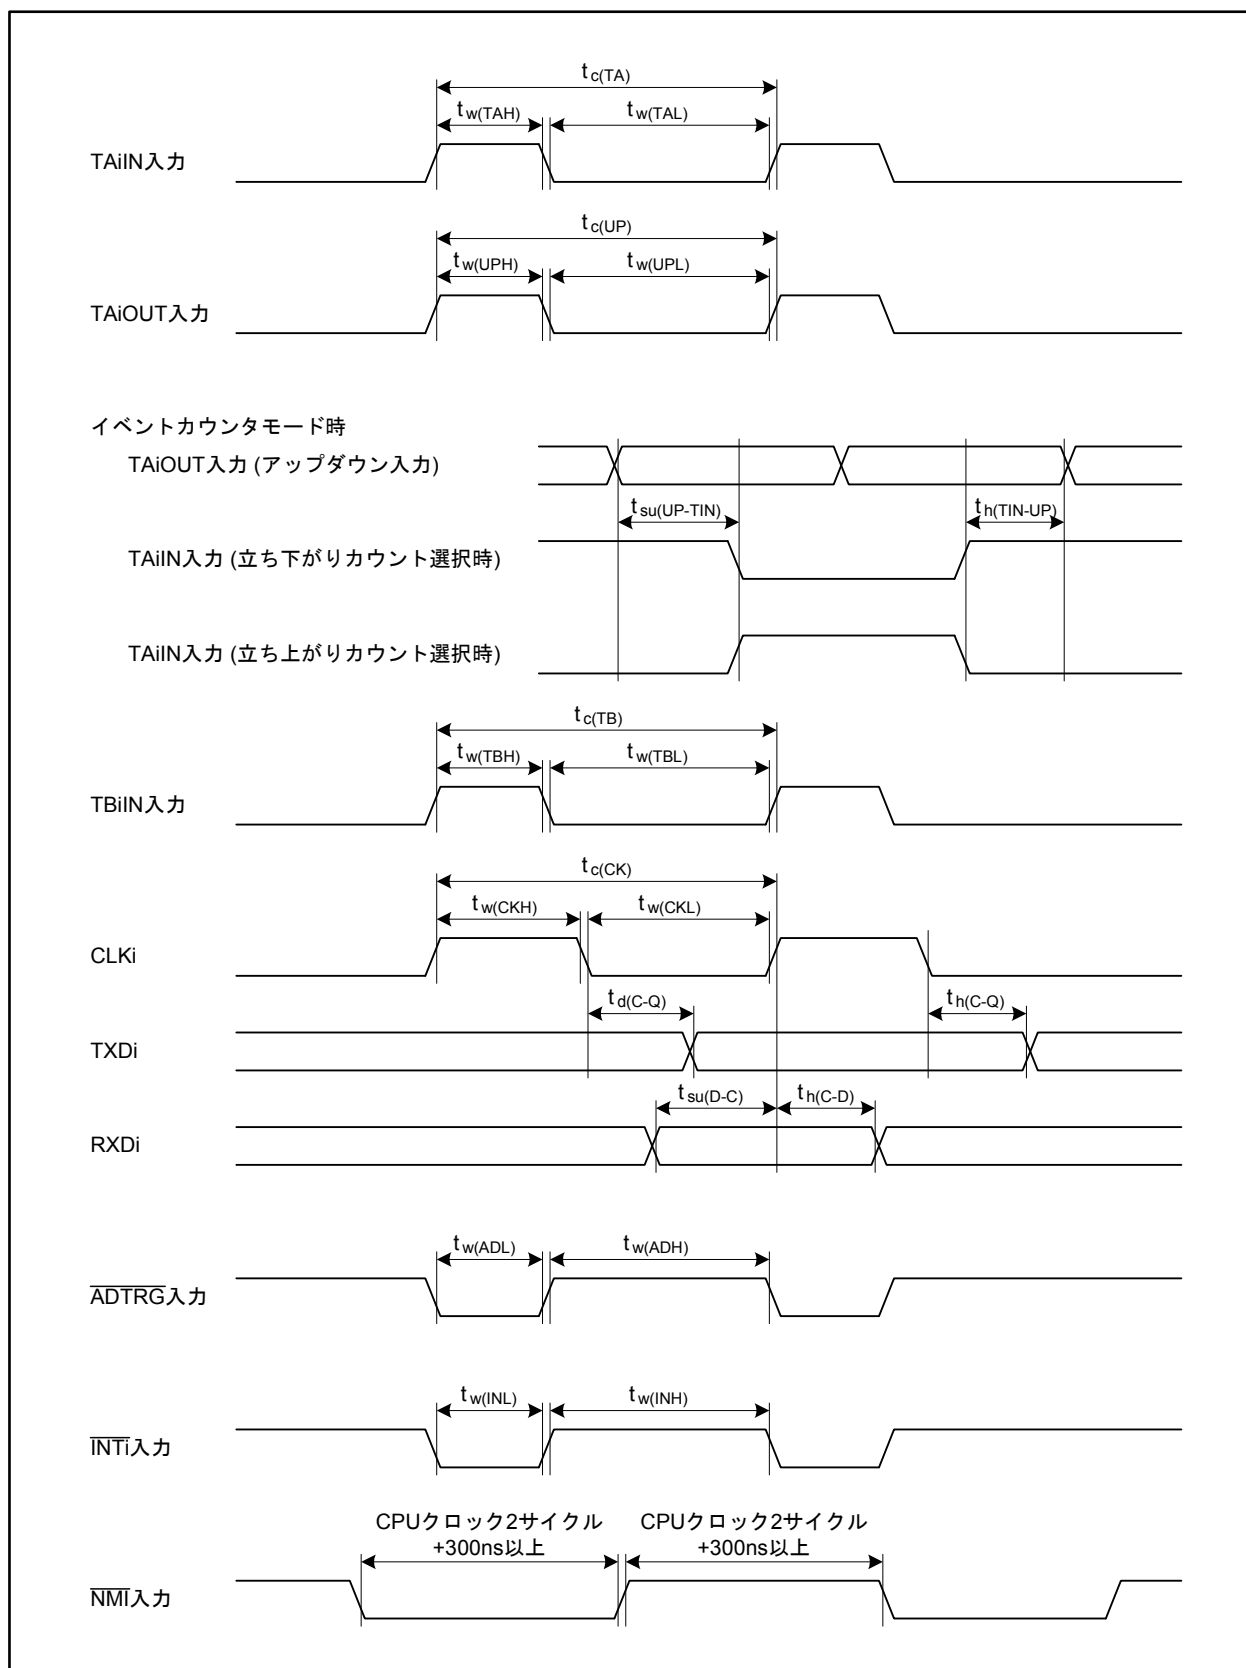 tc(TA)
tw(TAH) tw(TAL)
TAiIN入力
tc(UP)
tw(UPH) tw(UPL)
TAiOUT入力
イベントカウンタモード時
TAiOUT入力 (アップダウン入力)
tsu(UP-TIN) th(TIN-UP)
TAiIN入力 (立ち下がりカウント選択時)
TAiIN入力 (立ち上がりカウント選択時)
tc(TB)
tw(TBH) tw(TBL)
TBiIN入力
tc(CK)
tw(CKH) tw(CKL)
CLKi
td(C-Q) th(C-Q)
TXDi
tsu(D-C) th(C-D)
RXDi
tw(ADL) tw(ADH)
ADTRG入力
tw(INL) tw(INH)
INTi入力
CPUクロック2サイクル CPUクロック2サイクル
+300ns以上 +300ns以上
NMI入力